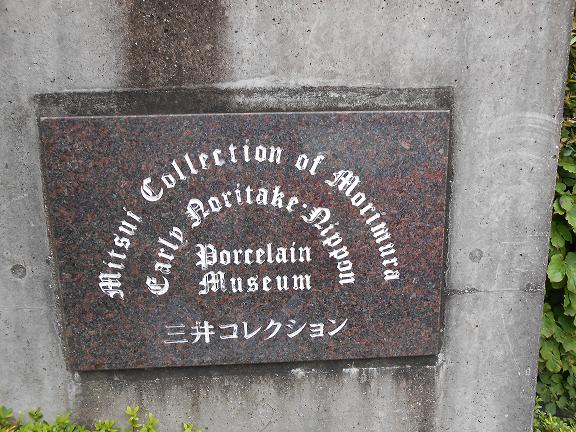 Mitsui Collection of Morimura
Early Noritake·Nippon
Porcelain
Museum
三井コレクション